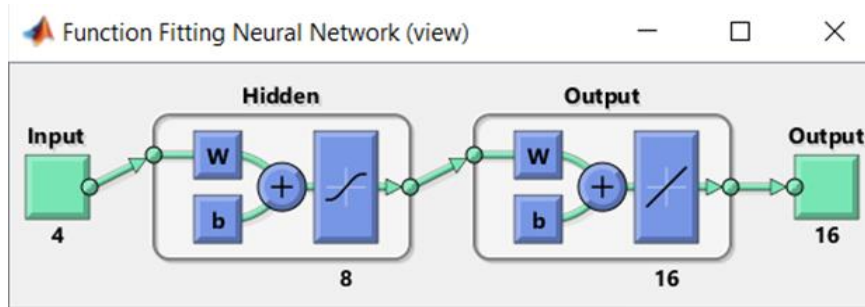 Function Fitting Neural Network (view)
Hidden
Output
Input
W
b
+
W
b
+
Output
4
8
16
16